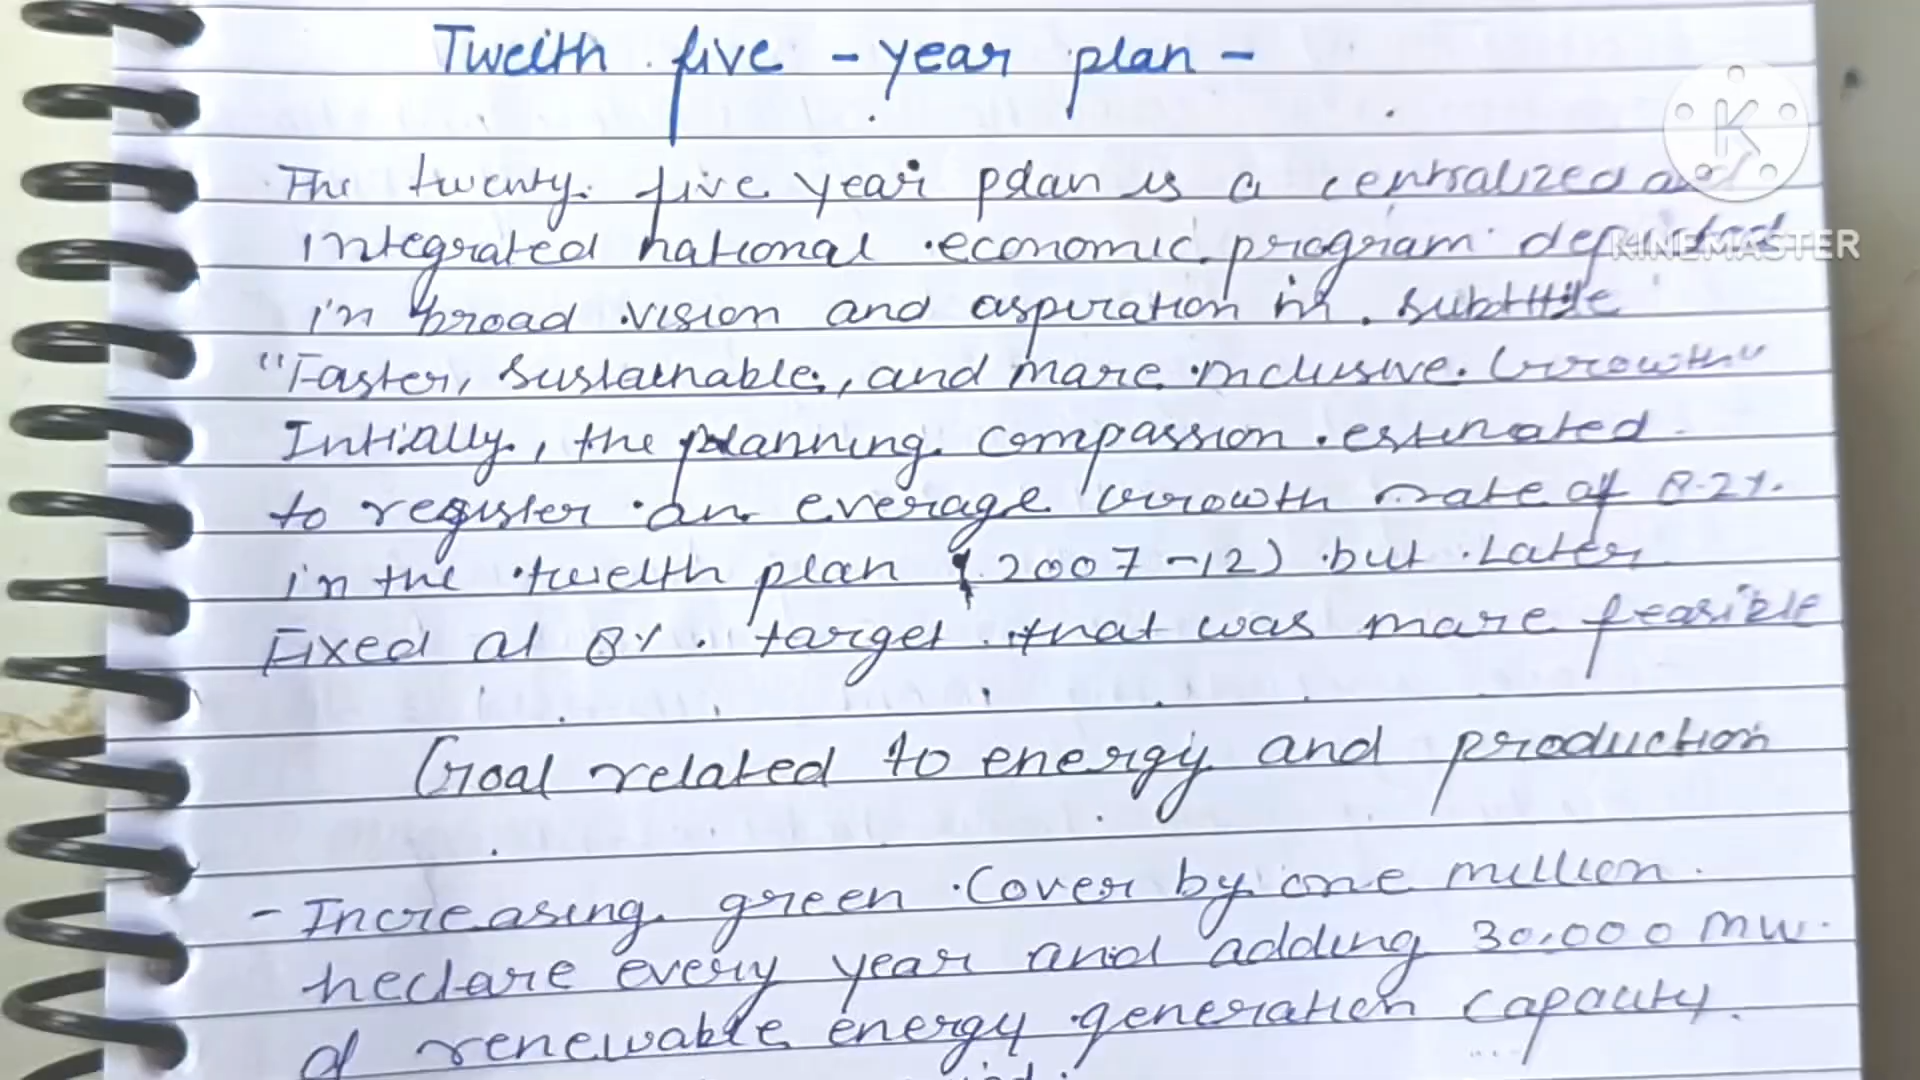 Twelth five - year plan -
The twenty five year plan is a centralized and
integrated national economic program depicted
in broad vision and aspiration in subtitle
"Faster, Sustainable, and mare inclusive Growth"
Intially, the planning compassion estinated
to register an everage Growth rate of 8.2%
in the twelth plan (2007-12) but Later
Fixed at 8% target that was mare feasible
Goal related to energy and production
- Increasing green Cover by one million
hectare every year and adding 30,000 mw
of renewable energy generation capacity.
K
KINEMASTER